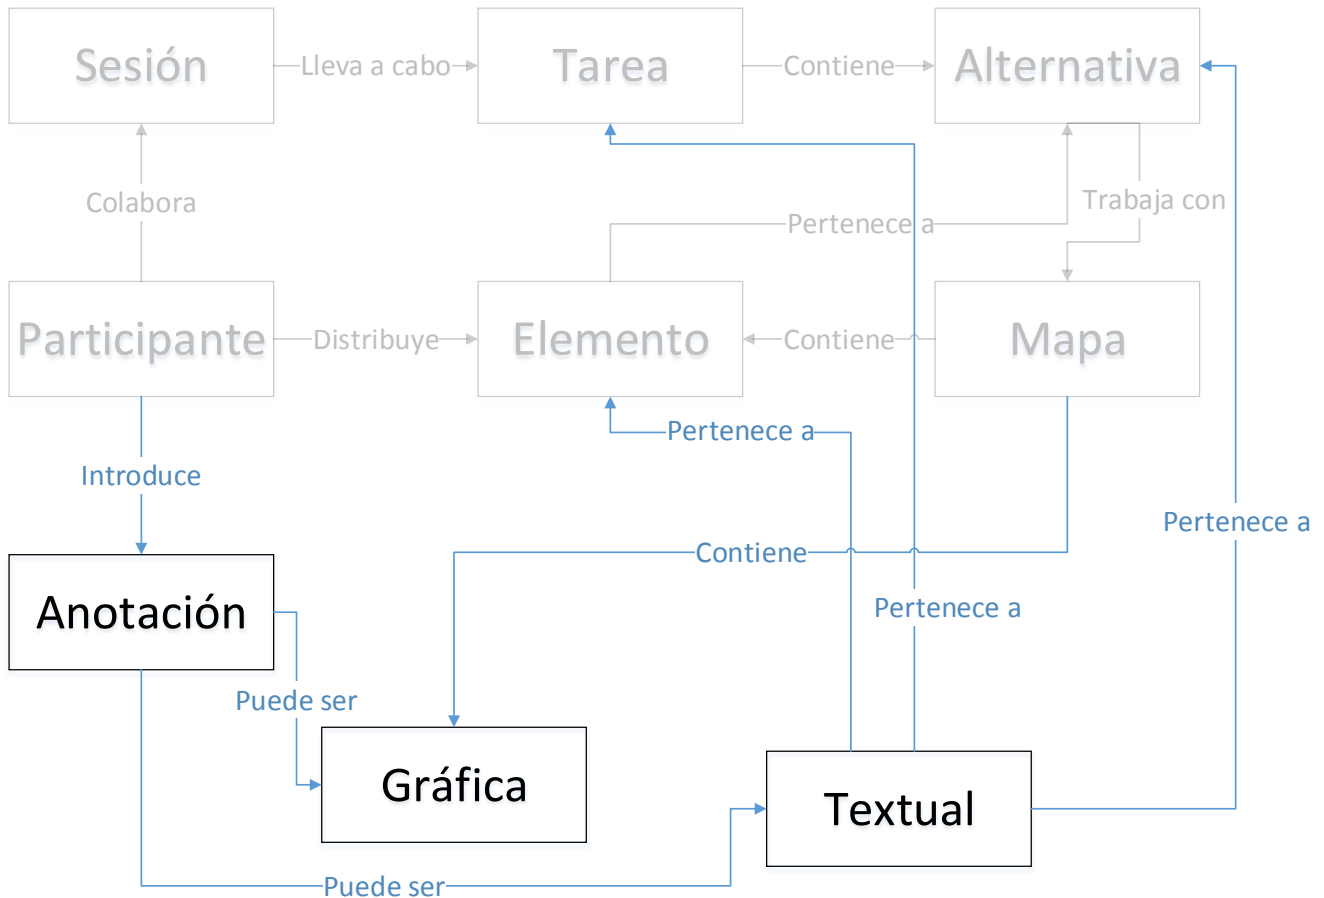 Sesión
Lleva a cabo
Tarea
Contiene
Alternativa
Colabora
Pertenece a
Trabaja con
Participante
Distribuye
Elemento
Contiene
Mapa
Pertenece a
Introduce
Pertenece a
Contiene
Anotación
Pertenece a
Puede ser
Gráfica
Textual
Puede ser